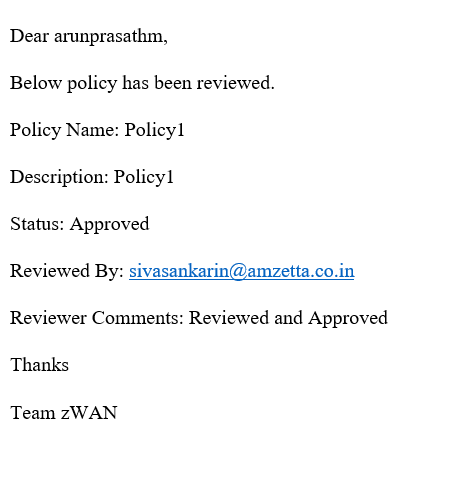 Dear arunprasathm,
Below policy has been reviewed.
Policy Name: Policy1
Description: Policy1
Status: Approved
Reviewed By: sivasankarin@amzetta.co.in
Reviewer Comments: Reviewed and Approved
Thanks
Team zWAN